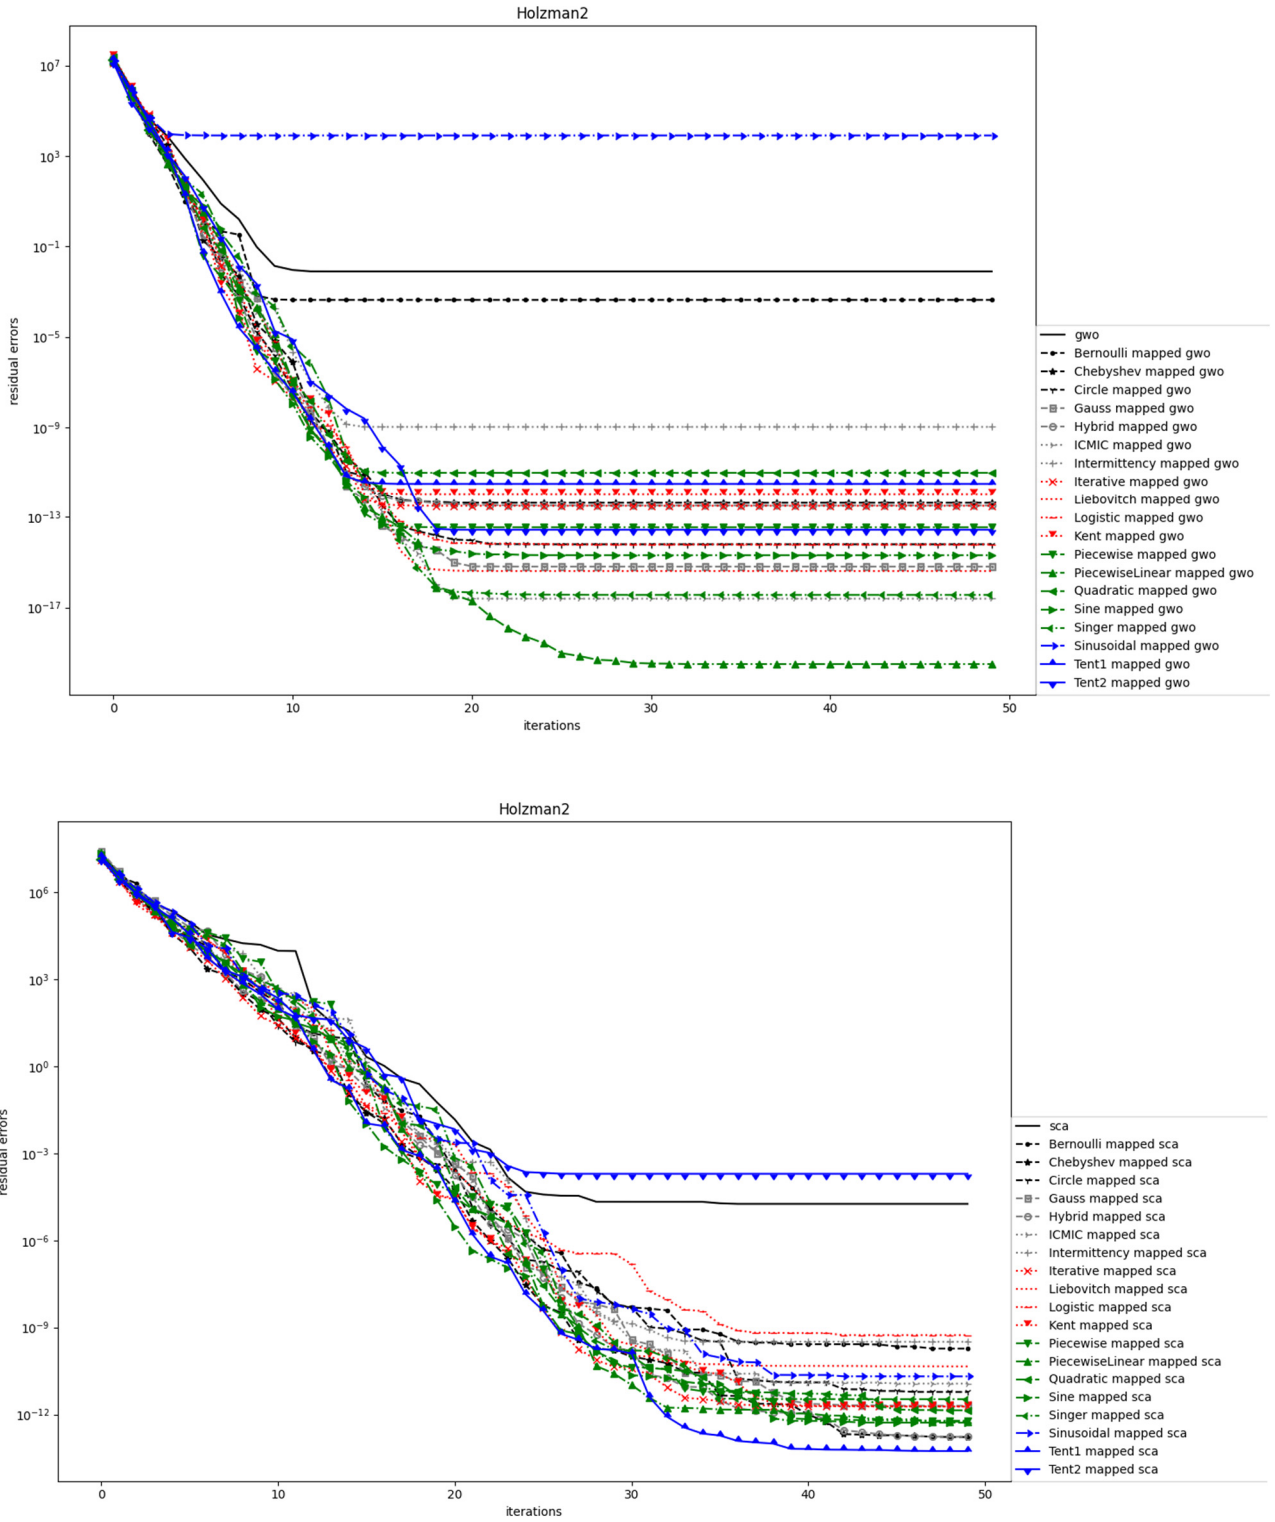 Holzman2
10^7
10^3
10^-1
10^-5
10^-9
10^-13
10^-17
residual errors
0 10 20 30 40 50
iterations
gwo
Bernoulli mapped gwo
Chebyshev mapped gwo
Circle mapped gwo
Gauss mapped gwo
Hybrid mapped gwo
ICMIC mapped gwo
Intermittency mapped gwo
Iterative mapped gwo
Liebovitch mapped gwo
Logistic mapped gwo
Kent mapped gwo
Piecewise mapped gwo
PiecewiseLinear mapped gwo
Quadratic mapped gwo
Sine mapped gwo
Singer mapped gwo
Sinusoidal mapped gwo
Tent1 mapped gwo
Tent2 mapped gwo
Holzman2
10^6
10^3
10^0
10^-3
10^-6
10^-9
10^-12
residual errors
0 10 20 30 40 50
iterations
sca
Bernoulli mapped sca
Chebyshev mapped sca
Circle mapped sca
Gauss mapped sca
Hybrid mapped sca
ICMIC mapped sca
Intermittency mapped sca
Iterative mapped sca
Liebovitch mapped sca
Logistic mapped sca
Kent mapped sca
Piecewise mapped sca
PiecewiseLinear mapped sca
Quadratic mapped sca
Sine mapped sca
Singer mapped sca
Sinusoidal mapped sca
Tent1 mapped sca
Tent2 mapped sca